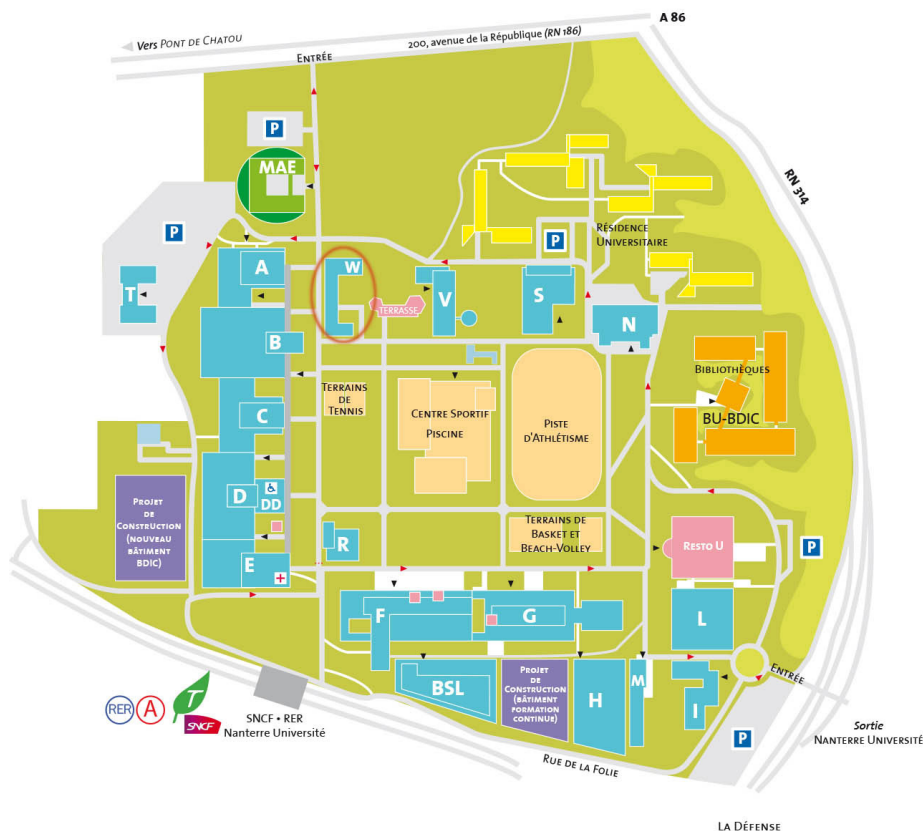 A 86
Vers PONT DE CHATOU
200, avenue de la République (RN 186)
ENTRÉE
P
MAE
RN 314
P
RÉSIDENCE
UNIVERSITAIRE
P
A
W
T
TERRASSE
V
S
N
B
BIBLIOTHÈQUES
TERRAINS
DE
TENNIS
CENTRE SPORTIF
PISCINE
PISTE
D'ATHLÉTISME
BU-BDIC
C
D
DD
PROJET
DE
CONSTRUCTION
(NOUVEAU
BÂTIMENT
BDIC)
TERRAINS DE
BASKET ET
BEACH-VOLLEY
R
RESTO U
P
E
F
G
L
BSL
PROJET
DE
CONSTRUCTION
(BÂTIMENT
FORMATION
CONTINUE)
H
M
I
ENTRÉE
RER
A
T
SNCF
SNCF • RER
Nanterre Université
P
Sortie
NANTERRE UNIVERSITÉ
RUE DE LA FOLIE
LA DÉFENSE